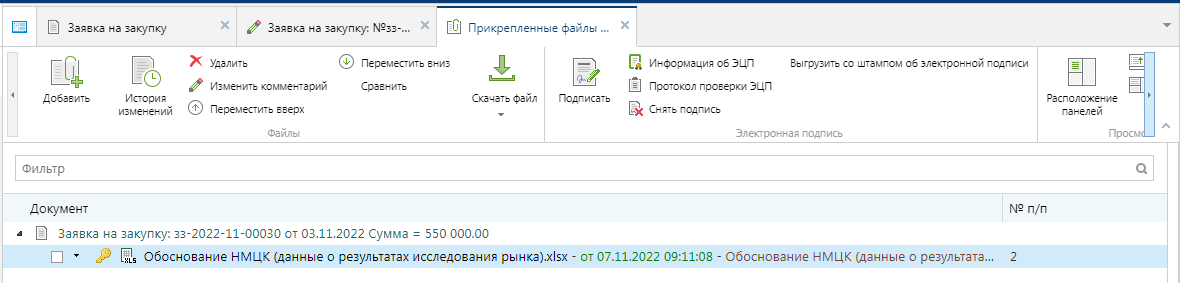 Заявка на закупку
Заявка на закупку: №зз-...
Прикрепленные файлы ...
Добавить
История изменений
Удалить
Изменить комментарий
Переместить вверх
Переместить вниз
Сравнить
Скачать файл
Файлы
Подписать
Информация об ЭЦП
Протокол проверки ЭЦП
Снять подпись
Выгрузить со штампом об электронной подписи
Электронная подпись
Расположение панелей
Фильтр
Документ
№ п/п
Заявка на закупку: зз-2022-11-00030 от 03.11.2022 Сумма = 550 000.00
XLS
Обоснование НМЦК (данные о результатах исследования рынка).xlsx - от 07.11.2022 09:11:08 - Обоснование НМЦК (данные о результата... 2